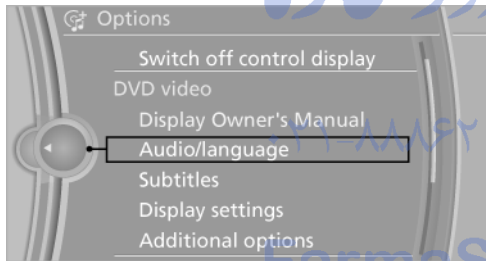 Options
Switch off control display
DVD video
Display Owner's Manual
Audio/language
Subtitles
Display settings
Additional options